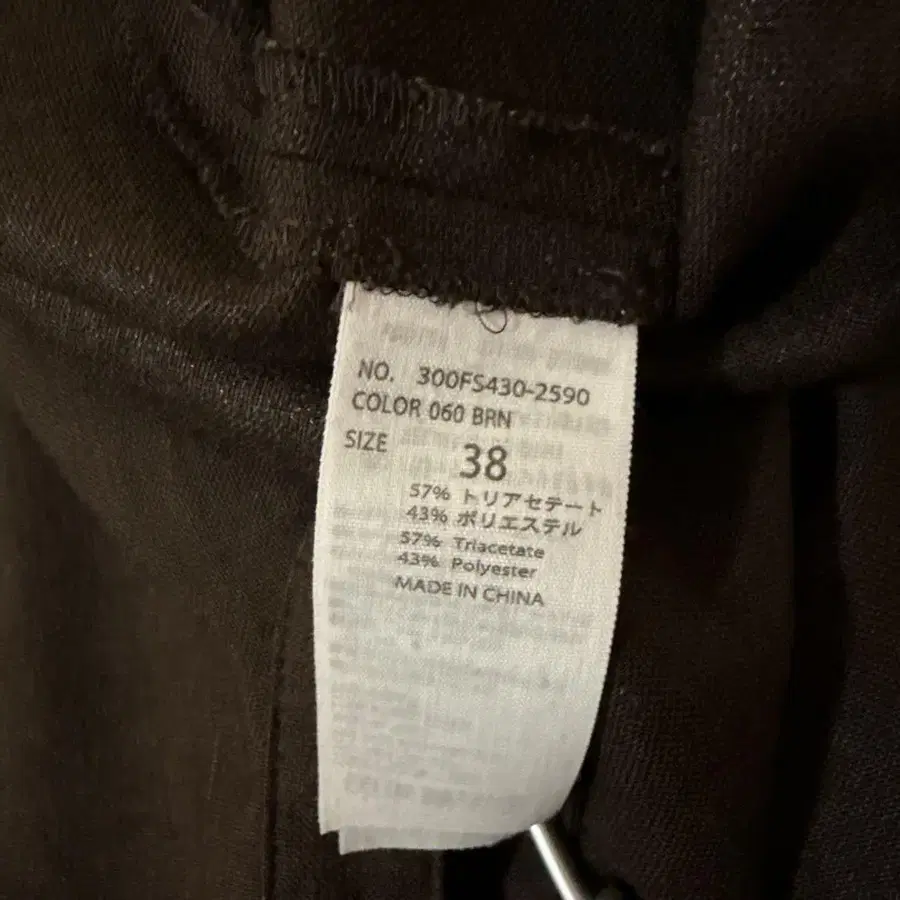 NO. 300FS430-2590
COLOR 060 BRN
SIZE 38
57% トリアセテート
43% ポリエステル
57% Triacetate
43% Polyester
MADE IN CHINA